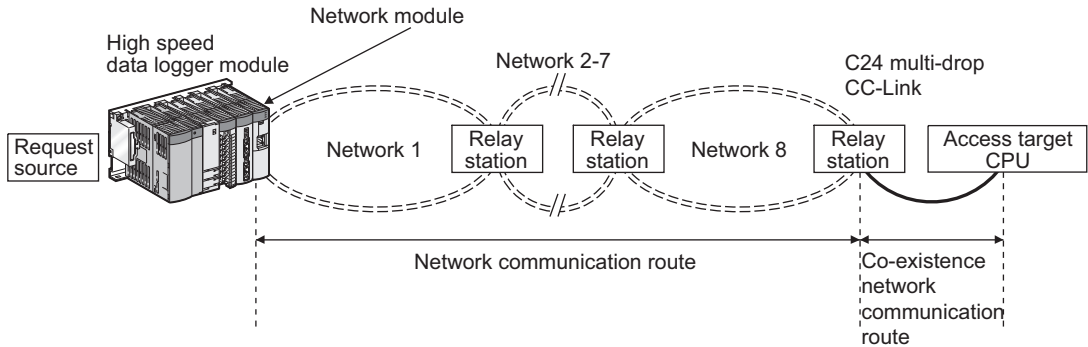 Network module
High speed
data logger module
Network 2-7
C24 multi-drop
CC-Link
Request
source
Network 1
Relay
station
Relay
station
Network 8
Relay
station
Access target
CPU
Network communication route
Co-existence
network
communication
route